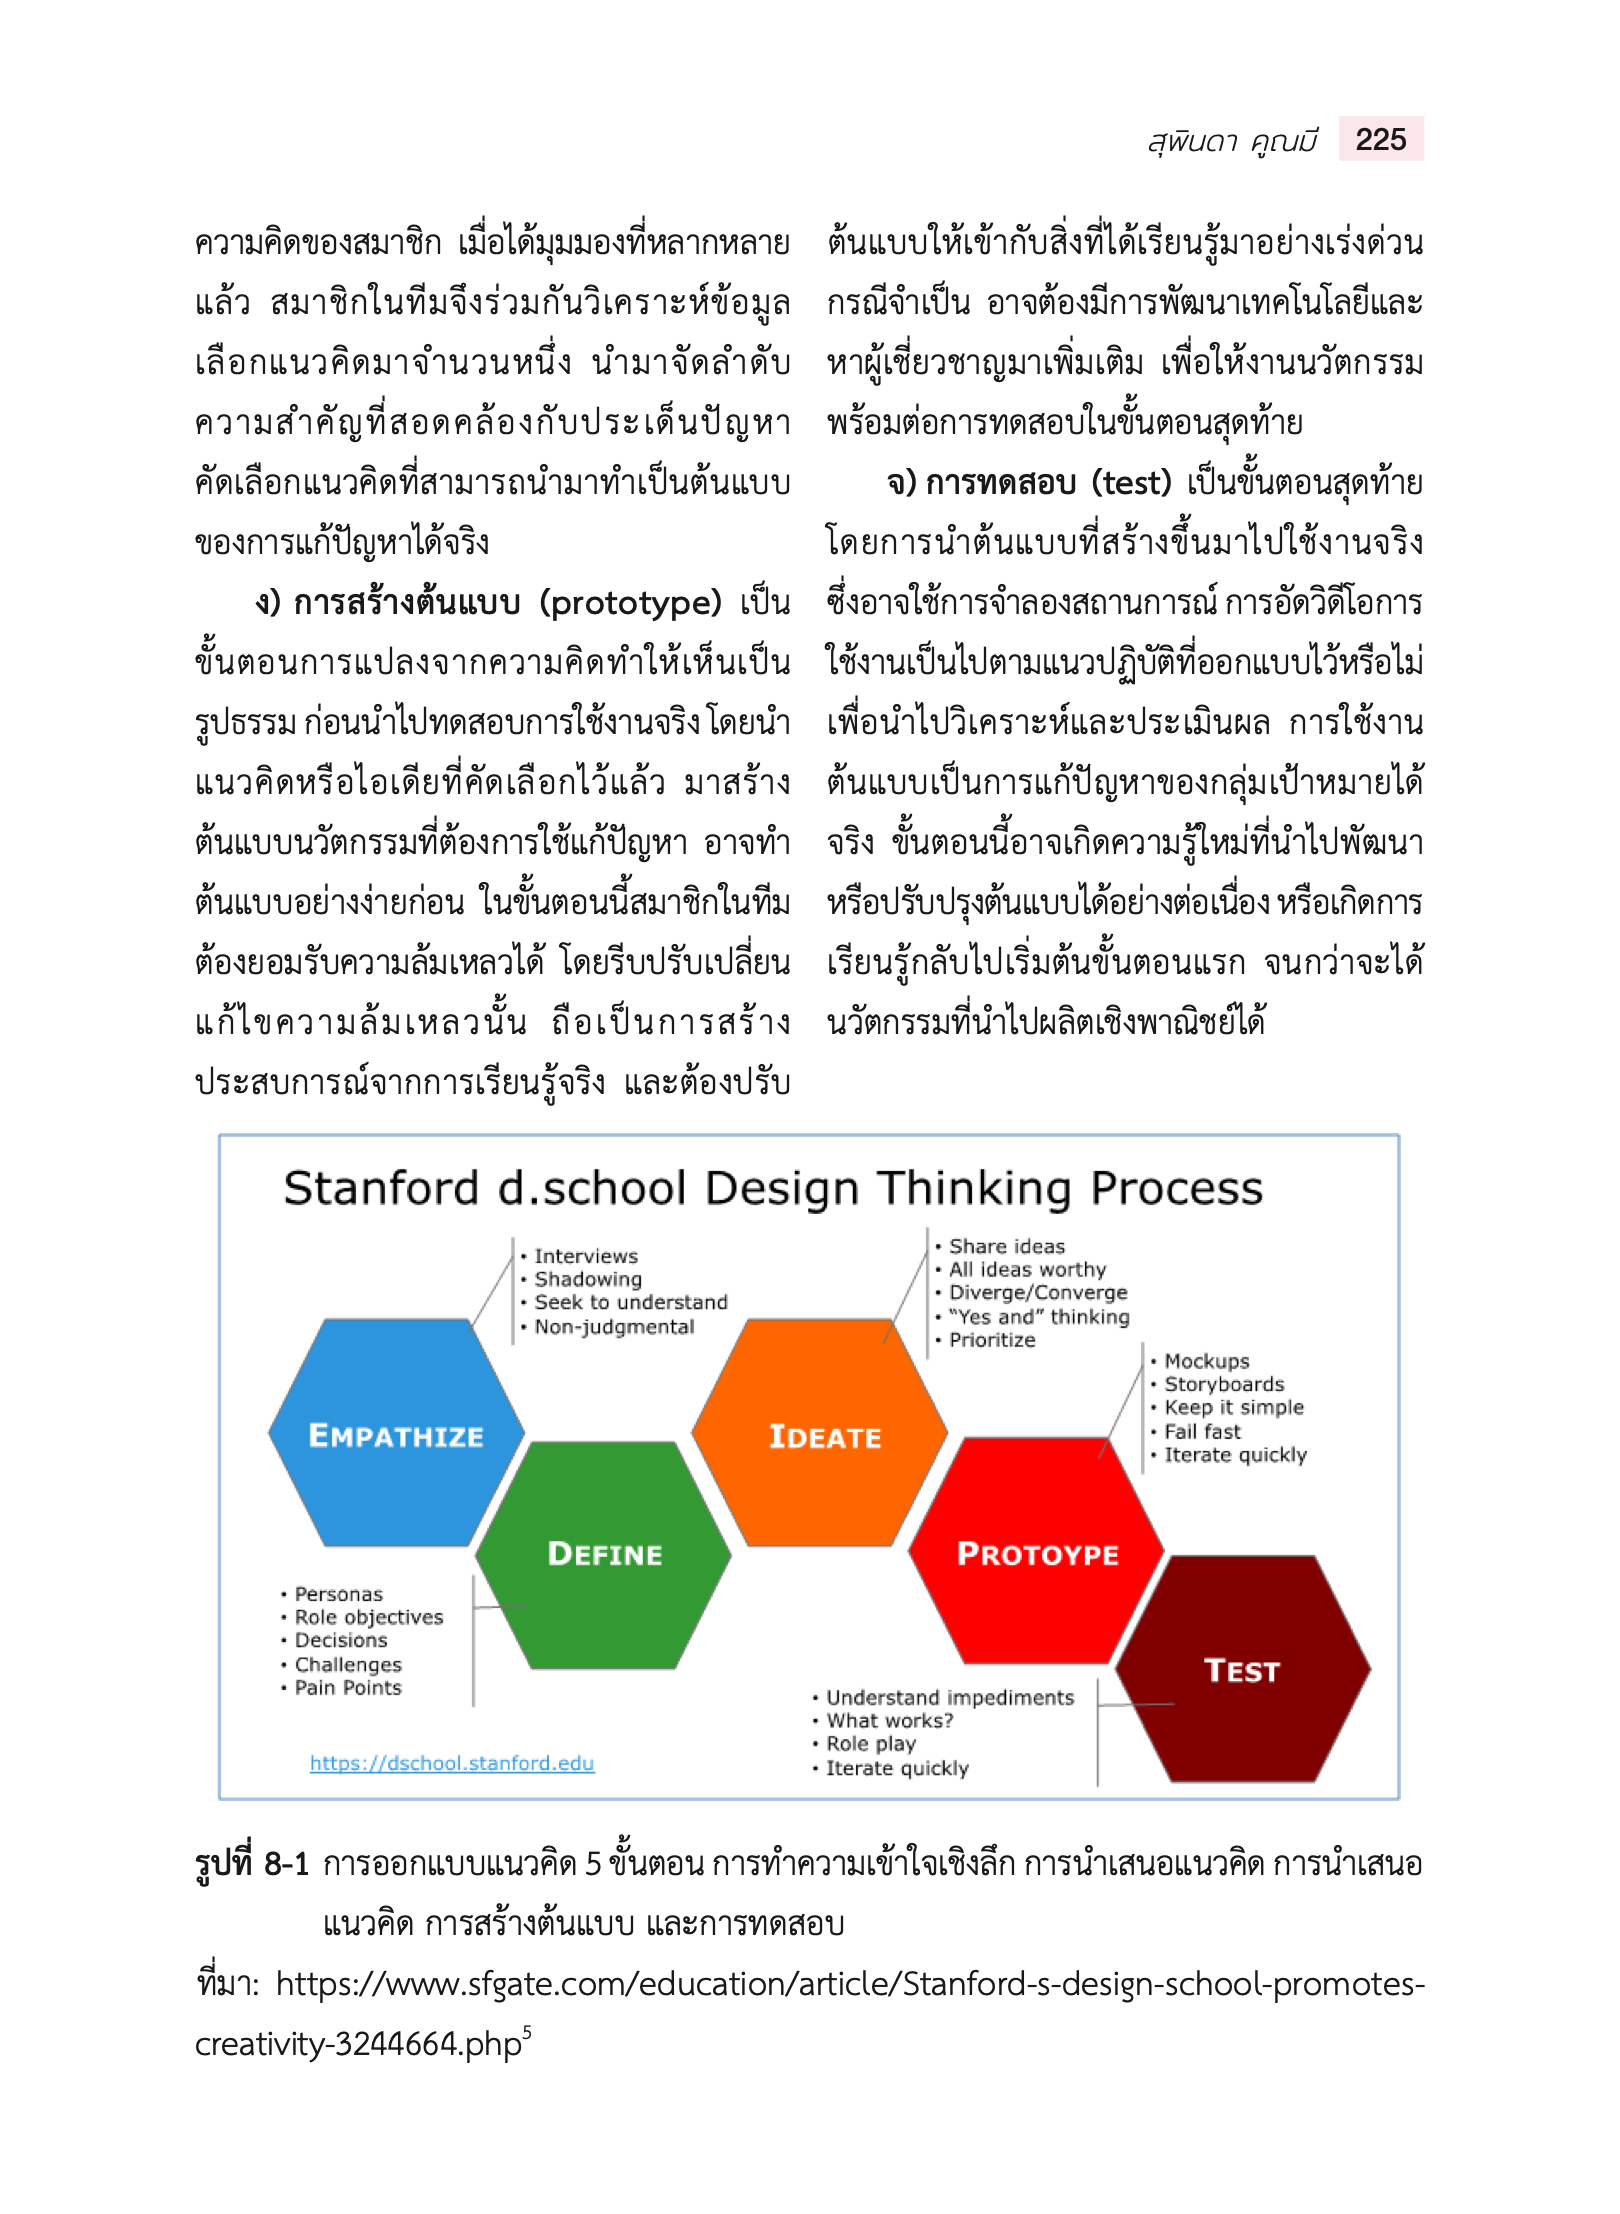 สุพินดา คูณมี 225
ความคิดของสมาชิก เมื่อได้มุมมองที่หลากหลาย
แล้ว สมาชิกในทีมจึงร่วมกันวิเคราะห์ข้อมูล
เลือกแนวคิดมาจำนวนหนึ่ง นำมาจัดลำดับ
ความสำคัญที่สอดคล้องกับประเด็นปัญหา
คัดเลือกแนวคิดที่สามารถนำมาทำเป็นต้นแบบ
ของการแก้ปัญหาได้จริง
ง) การสร้างต้นแบบ (prototype) เป็น
ขั้นตอนการแปลงจากความคิดทำให้เห็นเป็น
รูปธรรม ก่อนนำไปทดสอบการใช้งานจริง โดยนำ
แนวคิดหรือไอเดียที่คัดเลือกไว้แล้ว มาสร้าง
ต้นแบบนวัตกรรมที่ต้องการใช้แก้ปัญหา อาจทำ
ต้นแบบอย่างง่ายก่อน ในขั้นตอนนี้สมาชิกในทีม
ต้องยอมรับความล้มเหลวได้ โดยรีบปรับเปลี่ยน
แก้ไขความล้มเหลวนั้น ถือเป็นการสร้าง
ประสบการณ์จากการเรียนรู้จริง และต้องปรับ
ต้นแบบให้เข้ากับสิ่งที่ได้เรียนรู้มาอย่างเร่งด่วน
กรณีจำเป็น อาจต้องมีการพัฒนาเทคโนโลยีและ
หาผู้เชี่ยวชาญมาเพิ่มเติม เพื่อให้งานนวัตกรรม
พร้อมต่อการทดสอบในขั้นตอนสุดท้าย
จ) การทดสอบ (test) เป็นขั้นตอนสุดท้าย
โดยการนำต้นแบบที่สร้างขึ้นมาไปใช้งานจริง
ซึ่งอาจใช้การจำลองสถานการณ์ การอัดวิดีโอการ
ใช้งานเป็นไปตามแนวปฏิบัติที่ออกแบบไว้หรือไม่
เพื่อนำไปวิเคราะห์และประเมินผล การใช้งาน
ต้นแบบเป็นการแก้ปัญหาของกลุ่มเป้าหมายได้
จริง ขั้นตอนนี้อาจเกิดความรู้ใหม่ที่นำไปพัฒนา
หรือปรับปรุงต้นแบบได้อย่างต่อเนื่อง หรือเกิดการ
เรียนรู้กลับไปเริ่มต้นขั้นตอนแรก จนกว่าจะได้
นวัตกรรมที่นำไปผลิตเชิงพาณิชย์ได้
Stanford d.school Design Thinking Process
• Interviews
• Shadowing
• Seek to understand
• Non-judgmental
• Share ideas
• All ideas worthy
• Diverge/Converge
• “Yes and” thinking
• Prioritize
• Mockups
• Storyboards
• Keep it simple
• Fail fast
• Iterate quickly
EMPATHIZE
IDEATE
DEFINE
PROTOYPE
TEST
• Personas
• Role objectives
• Decisions
• Challenges
• Pain Points
• Understand impediments
• What works?
• Role play
• Iterate quickly
https://dschool.stanford.edu
รูปที่ 8-1 การออกแบบแนวคิด 5 ขั้นตอน การทำความเข้าใจเชิงลึก การนำเสนอแนวคิด การนำเสนอ
แนวคิด การสร้างต้นแบบ และการทดสอบ
ที่มา: https://www.sfgate.com/education/article/Stanford-s-design-school-promotes-
creativity-3244664.php⁵